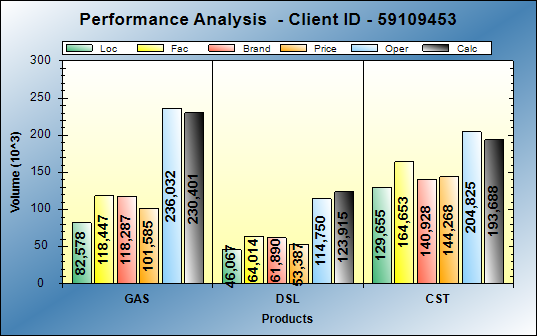 Performance Analysis - Client ID - 59109453
Loc Fac Brand Price Oper Calc
Volume (10^3)
300
250
200
150
100
50
0
82,578 118,447 118,287 101,585 236,032 230,401
46,067 64,014 61,890 53,387 114,750 123,915
129,655 164,653 140,928 144,268 204,825 193,688
GAS DSL CST
Products